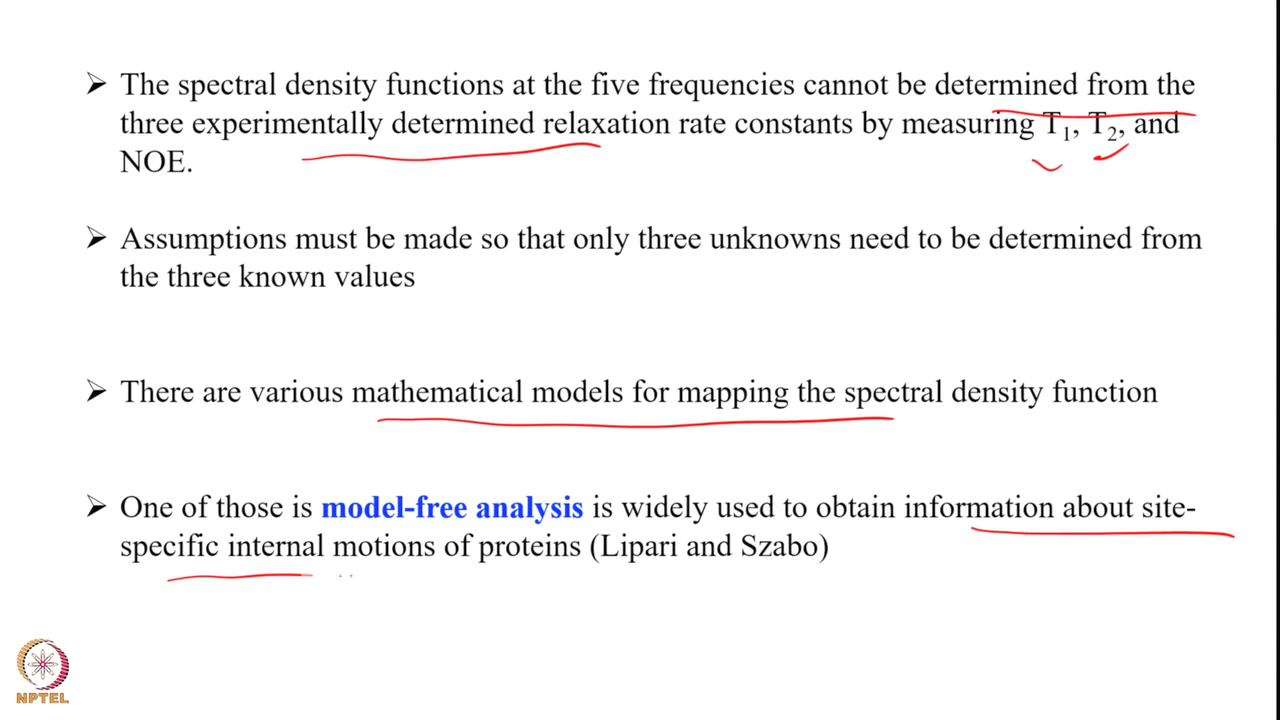 ➢ The spectral density functions at the five frequencies cannot be determined from the
three experimentally determined relaxation rate constants by measuring T₁, T₂, and
NOE.
➢ Assumptions must be made so that only three unknowns need to be determined from
the three known values
➢ There are various mathematical models for mapping the spectral density function
➢ One of those is model-free analysis is widely used to obtain information about site-
specific internal motions of proteins (Lipari and Szabo)
NPTEL